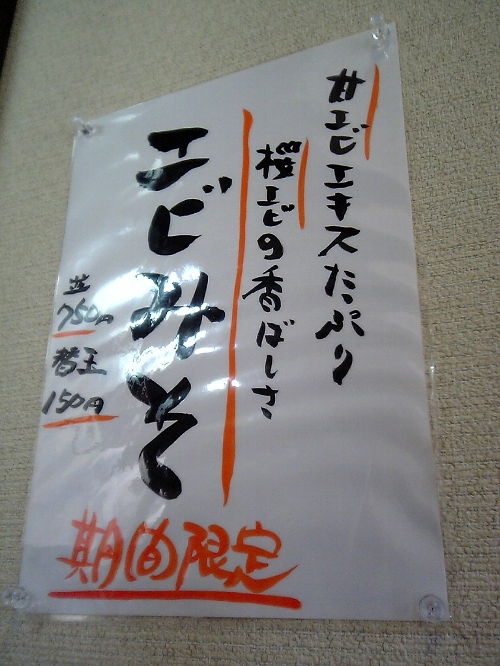 甘エビエキスたっぷり
桜エビの香ばしさ
エビみそ
並
750円
替玉
150円
期間限定